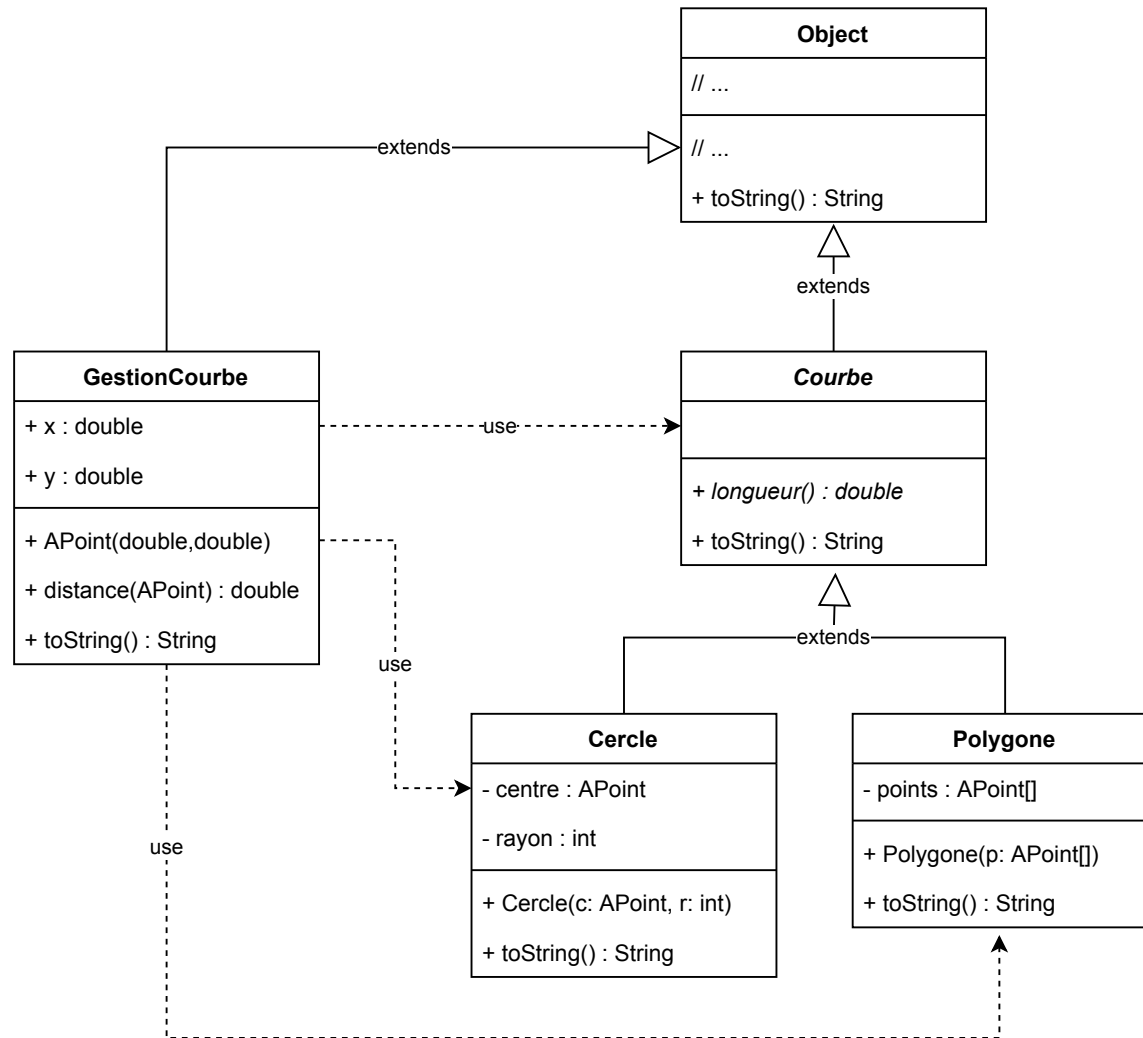 Object
// ...
// ...
+ toString() : String
extends
extends
GestionCourbe
+ x : double
+ y : double
+ APoint(double,double)
+ distance(APoint) : double
+ toString() : String
use
Courbe
+ longueur() : double
+ toString() : String
extends
use
use
Cercle
- centre : APoint
- rayon : int
+ Cercle(c: APoint, r: int)
+ toString() : String
Polygone
- points : APoint[]
+ Polygone(p: APoint[])
+ toString() : String